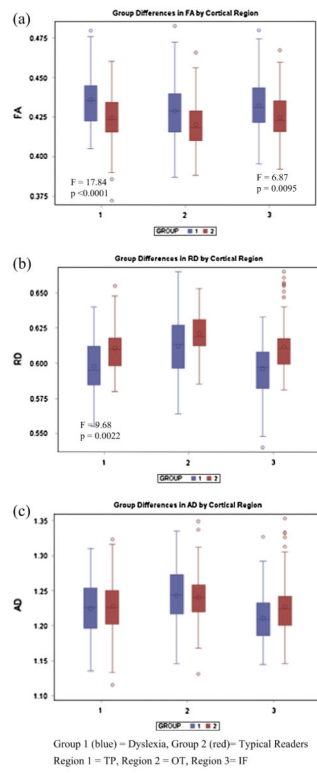 (a)
Group Differences in FA by Cortical Region
0.475
0.450
FA
0.425
0.400
0.375
F = 17.84
p <0.0001
F = 6.87
p = 0.0095
1 2 3
GROUP 1 2
(b)
Group Differences in RD by Cortical Region
0.650
RD
0.600
0.550
F = 9.68
p = 0.0022
1 2 3
GROUP 1 2
(c)
Group Differences in AD by Cortical Region
1.35
1.30
1.25
AD
1.20
1.15
1.10
1 2 3
GROUP 1 2
Group 1 (blue) = Dyslexia, Group 2 (red)= Typical Readers
Region 1 = TP, Region 2 = OT, Region 3= IF